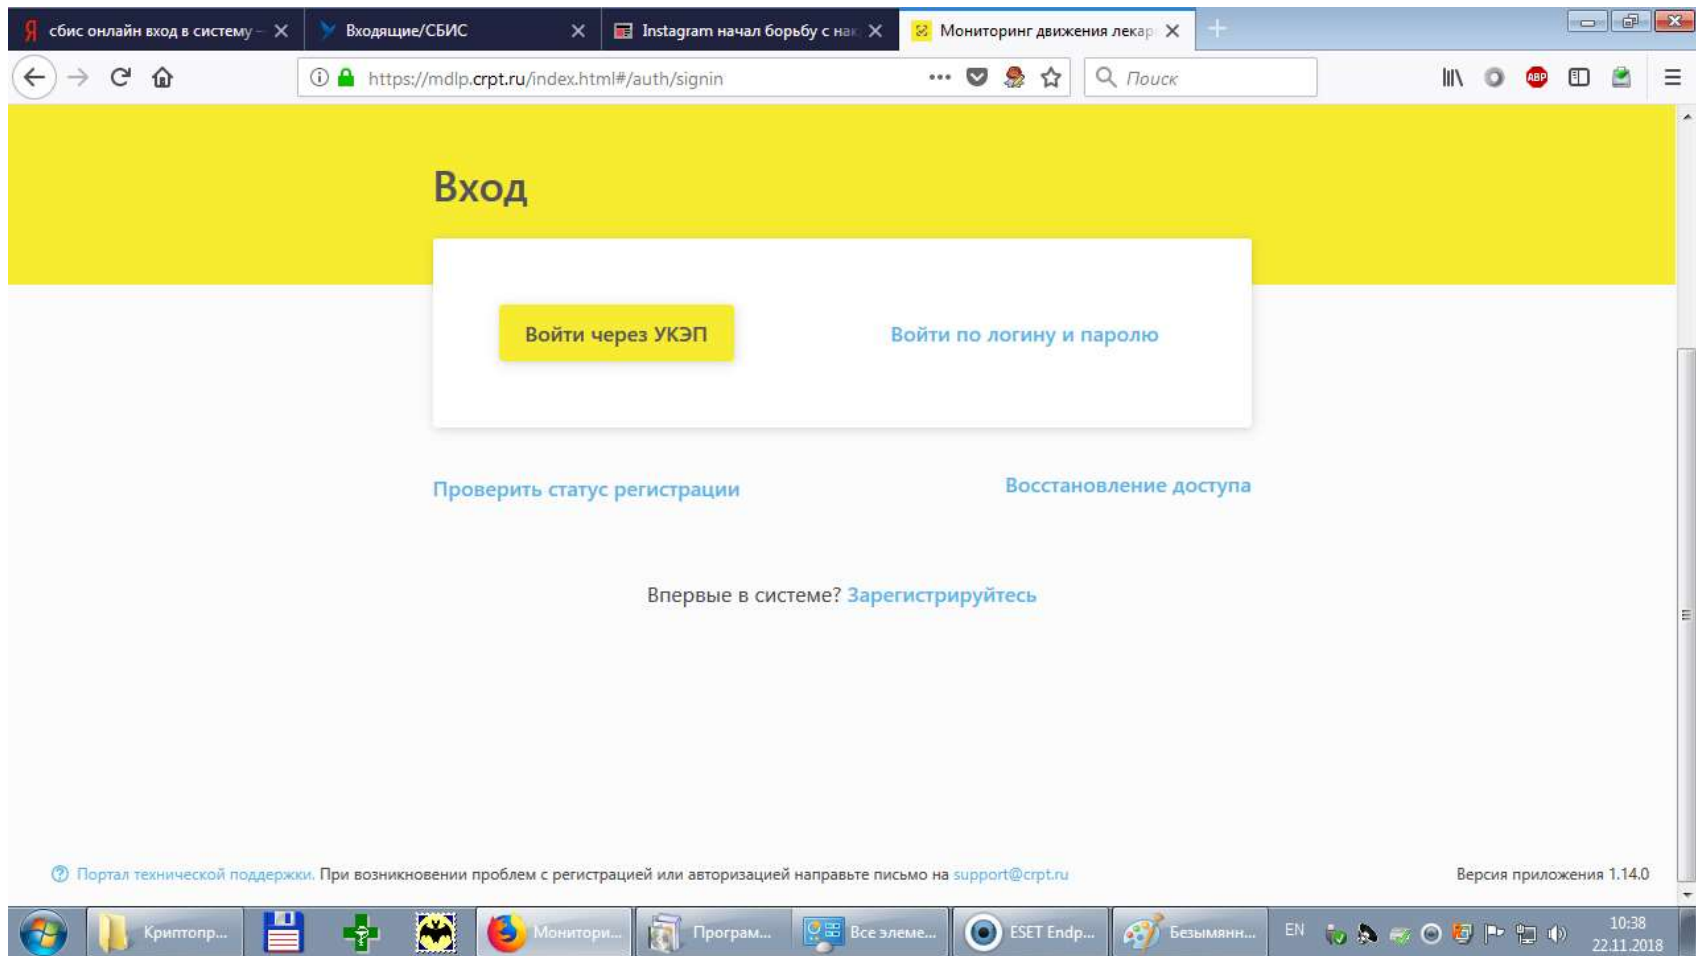 сбис онлайн вход в систему —
Входящие/СБИС
Instagram начал борьбу с нак
Мониторинг движения лекар
https://mdlp.crpt.ru/index.html#/auth/signin
Поиск
ABP
Вход
Войти через УКЭП
Войти по логину и паролю
Проверить статус регистрации
Восстановление доступа
Впервые в системе? Зарегистрируйтесь
Портал технической поддержки. При возникновении проблем с регистрацией или авторизацией направьте письмо на support@crpt.ru
Версия приложения 1.14.0
Криптопр...
Монитори...
Програм...
Все элеме...
ESET Endp...
Безымянн...
EN
10:38
22.11.2018